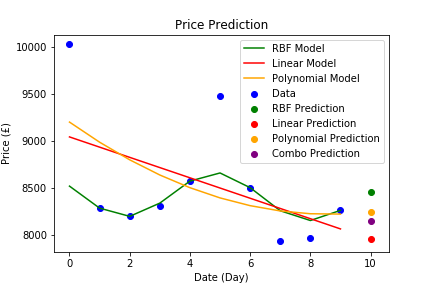 Price Prediction
10000
9500
9000
8500
8000
Price (£)
RBF Model
Linear Model
Polynomial Model
Data
RBF Prediction
Linear Prediction
Polynomial Prediction
Combo Prediction
0 2 4 6 8 10
Date (Day)